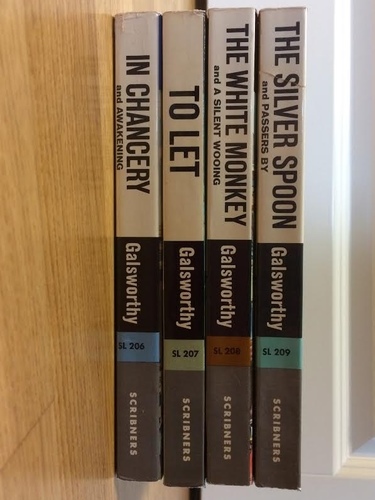 IN CHANCERY
and AWAKENING
Galsworthy
SL 206
SCRIBNERS
TO LET
Galsworthy
SL 207
SCRIBNERS
THE WHITE MONKEY
and A SILENT WOOING
Galsworthy
SL 208
SCRIBNERS
THE SILVER SPOON
and PASSERS BY
Galsworthy
SL 209
SCRIBNERS